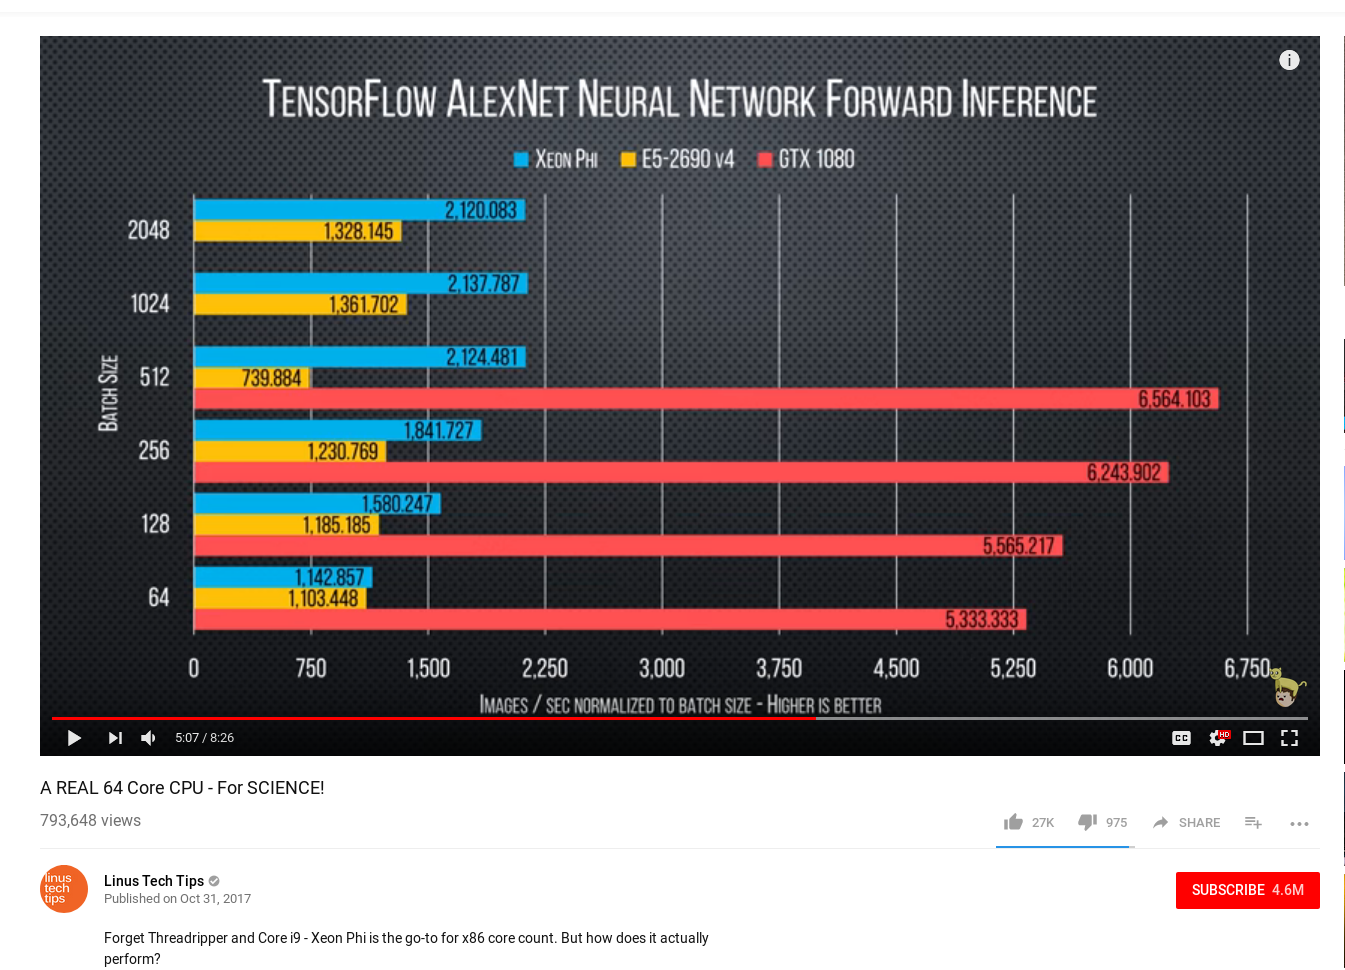 TensorFlow AlexNet Neural Network Forward Inference
Xeon Phi E5-2690 v4 GTX 1080
2048
2,120.083
1,328.145
1024
2,137.787
1,361.702
Batch Size
512
2,124.481
739.884
6,564.103
256
1,841.727
1,230.769
6,243.902
128
1,580.247
1,185.185
5,565.217
64
1,142.857
1,103.448
5,333.333
0 750 1,500 2,250 3,000 3,750 4,500 5,250 6,000 6,750
Images / sec normalized to batch size - Higher is better
5:07 / 8:26
CC HD
A REAL 64 Core CPU - For SCIENCE!
793,648 views
27K 975 SHARE
linus
tech
tips
Linus Tech Tips
Published on Oct 31, 2017
SUBSCRIBE 4.6M
Forget Threadripper and Core i9 - Xeon Phi is the go-to for x86 core count. But how does it actually
perform?